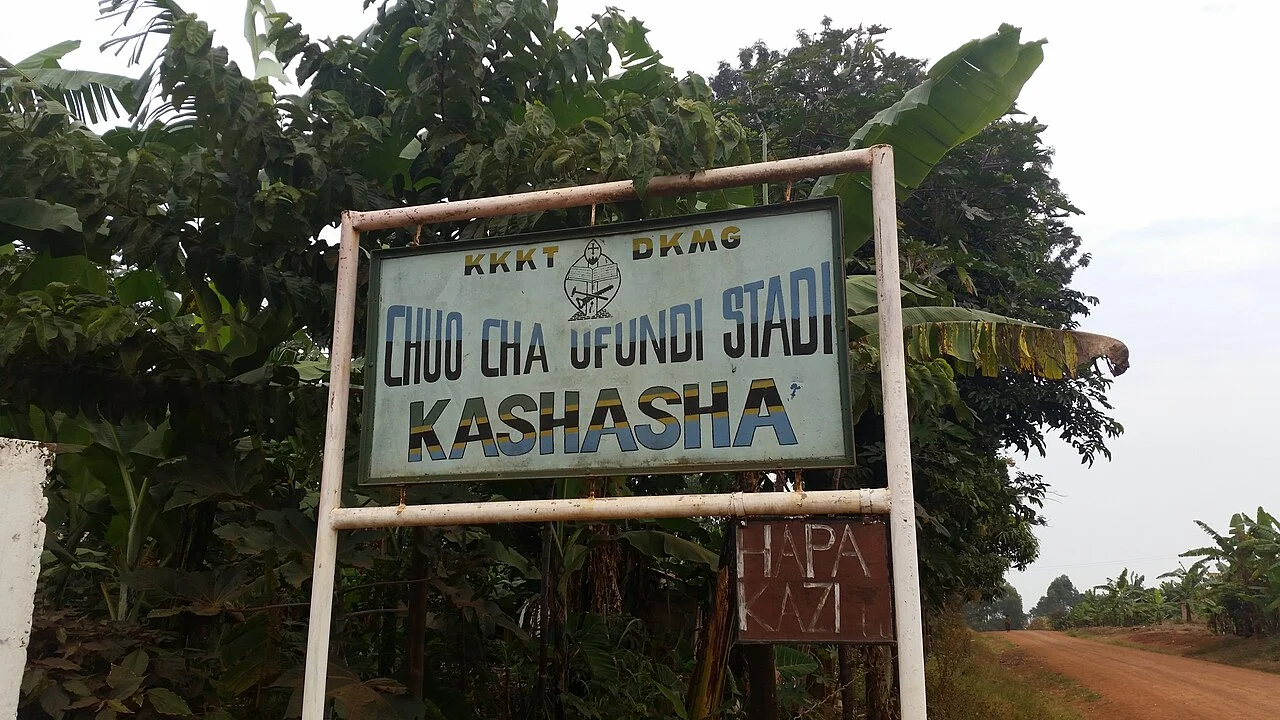 KKKT DKMG
CHUO CHA UFUNDI STADI
KASHASHA
HAPA
KAZI